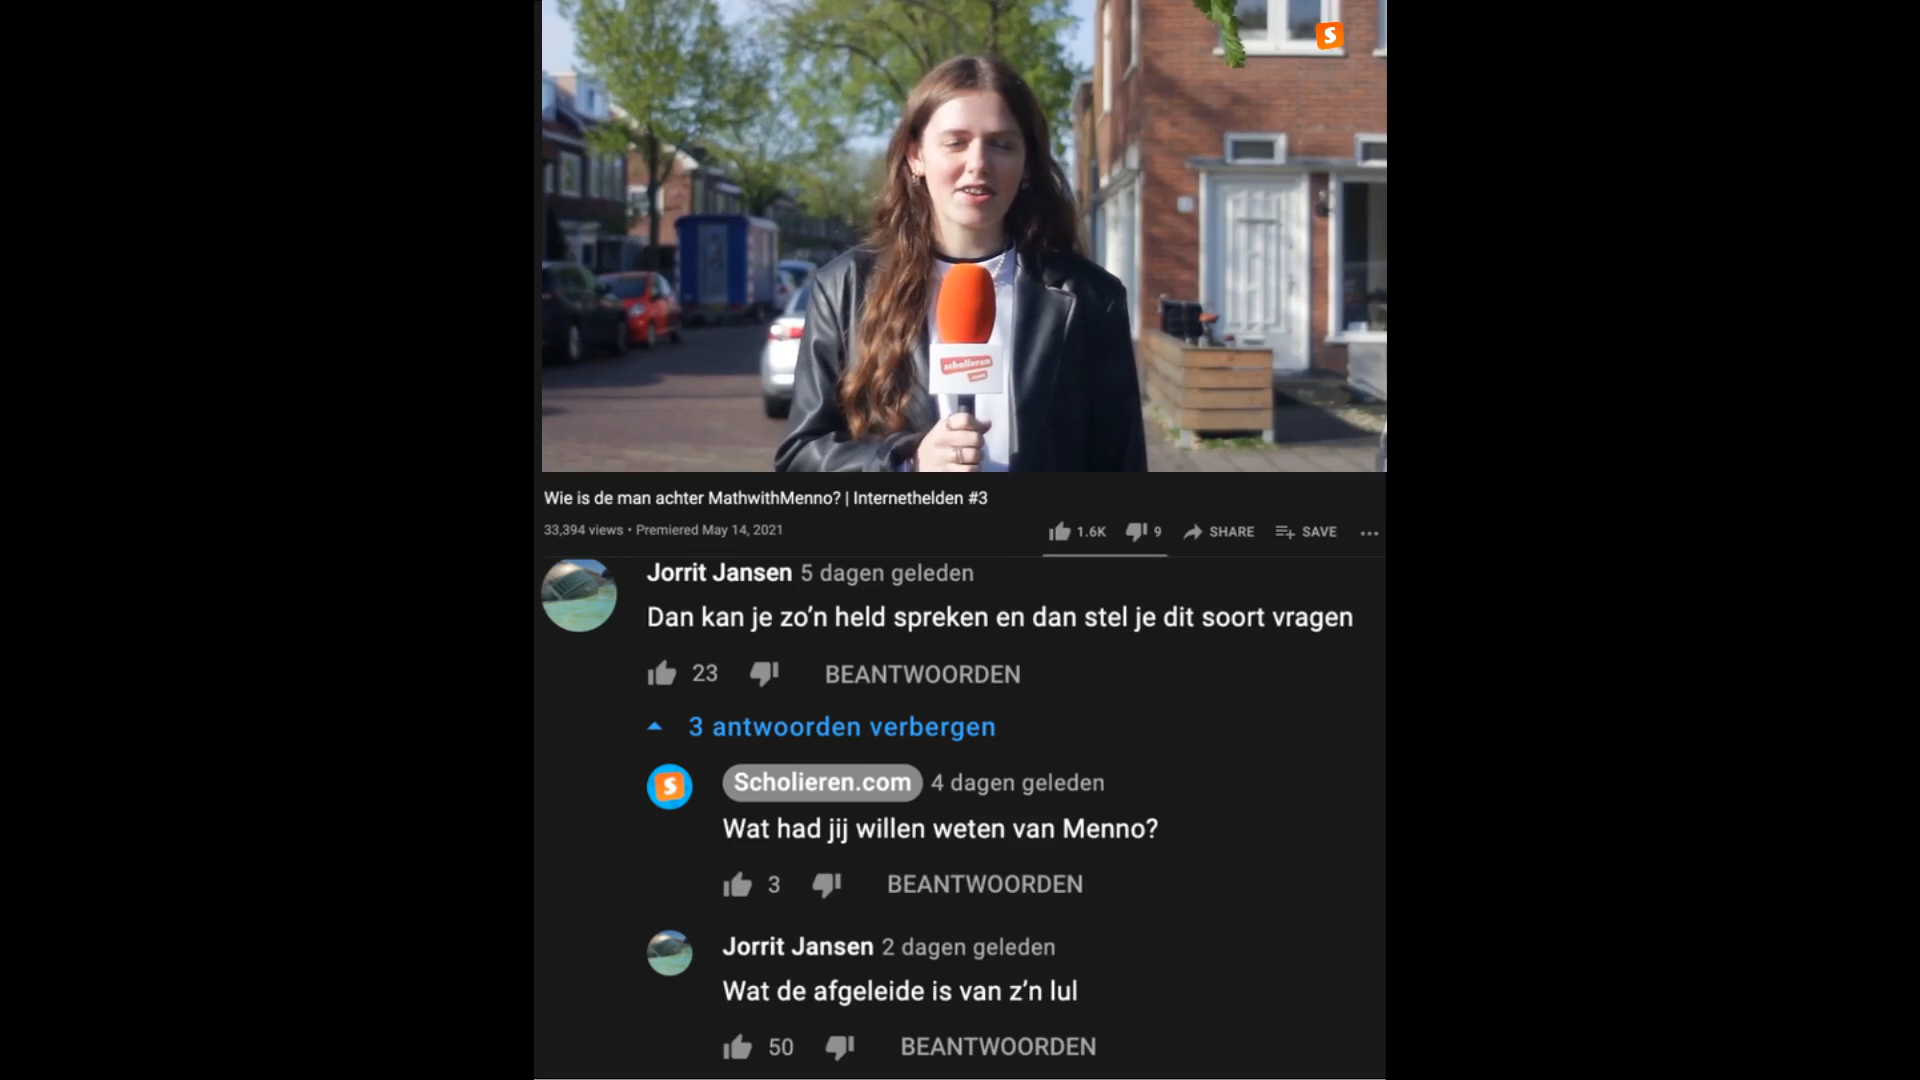 S
scholieren
.com
Wie is de man achter MathwithMenno? | Internethelden #3
33,394 views • Premiered May 14, 2021
1.6K 9 SHARE SAVE ...
Jorrit Jansen 5 dagen geleden
Dan kan je zo’n held spreken en dan stel je dit soort vragen
23 BEANTWOORDEN
3 antwoorden verbergen
S
Scholieren.com 4 dagen geleden
Wat had jij willen weten van Menno?
3 BEANTWOORDEN
Jorrit Jansen 2 dagen geleden
Wat de afgeleide is van z’n lul
50 BEANTWOORDEN